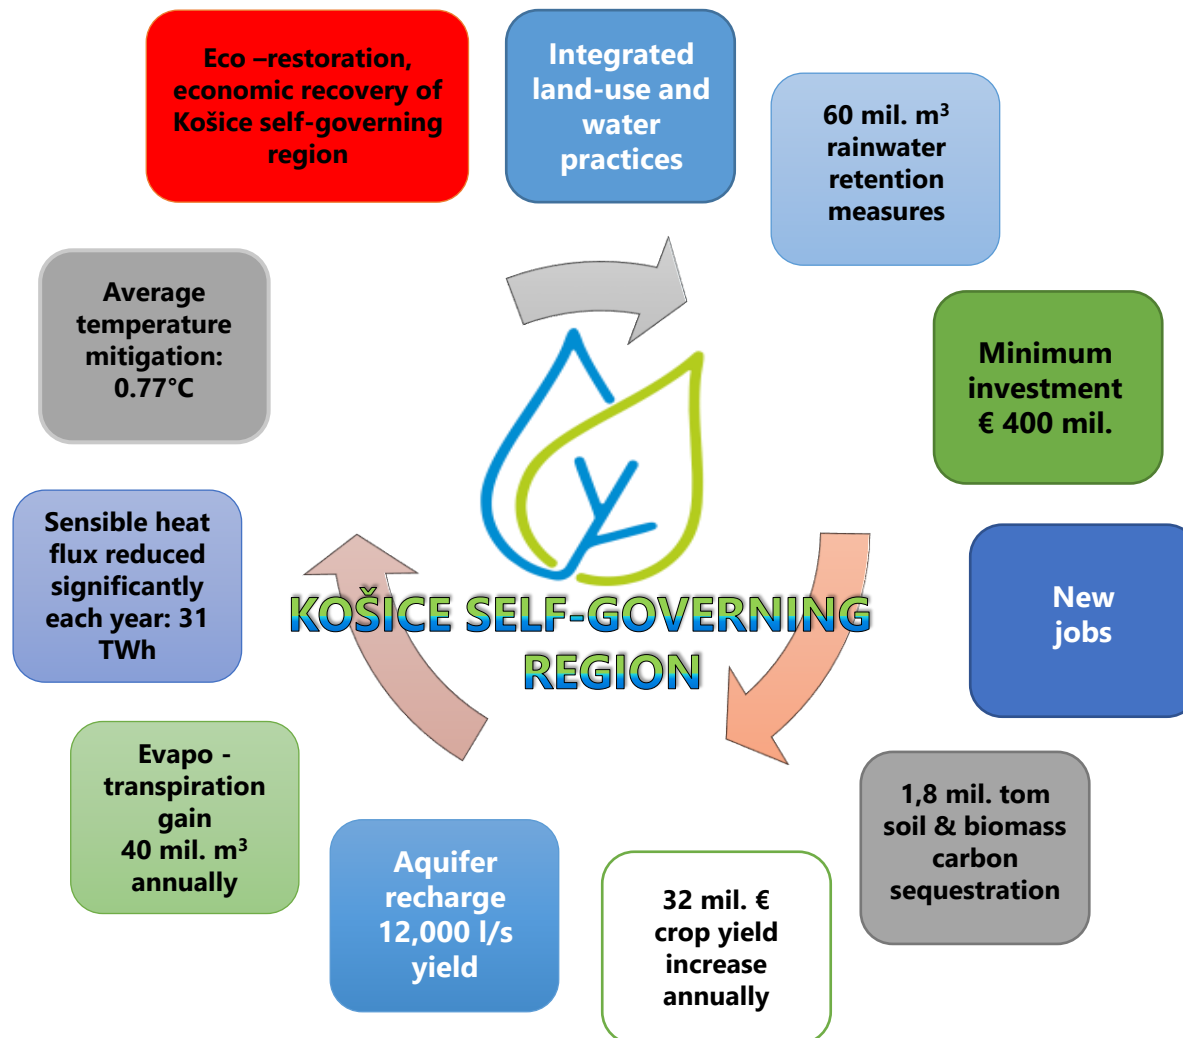 Eco –restoration,
economic recovery of
Košice self-governing
region
Integrated
land-use and
water
practices
60 mil. m³
rainwater
retention
measures
Minimum
investment
€ 400 mil.
New
jobs
1,8 mil. tom
soil & biomass
carbon
sequestration
32 mil. €
crop yield
increase
annually
Aquifer
recharge
12,000 l/s
yield
Evapo -
transpiration
gain
40 mil. m³
annually
Sensible heat
flux reduced
significantly
each year: 31
TWh
Average
temperature
mitigation:
0.77°C
KOŠICE SELF-GOVERNING
REGION